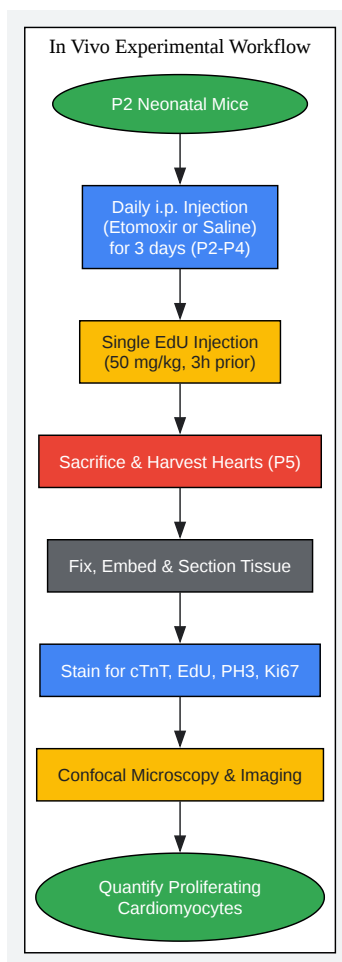 In Vivo Experimental Workflow
P2 Neonatal Mice
Daily i.p. Injection
(Etomoxir or Saline)
for 3 days (P2-P4)
Single EdU Injection
(50 mg/kg, 3h prior)
Sacrifice & Harvest Hearts (P5)
Fix, Embed & Section Tissue
Stain for cTnT, EdU, PH3, Ki67
Confocal Microscopy & Imaging
Quantify Proliferating
Cardiomyocytes